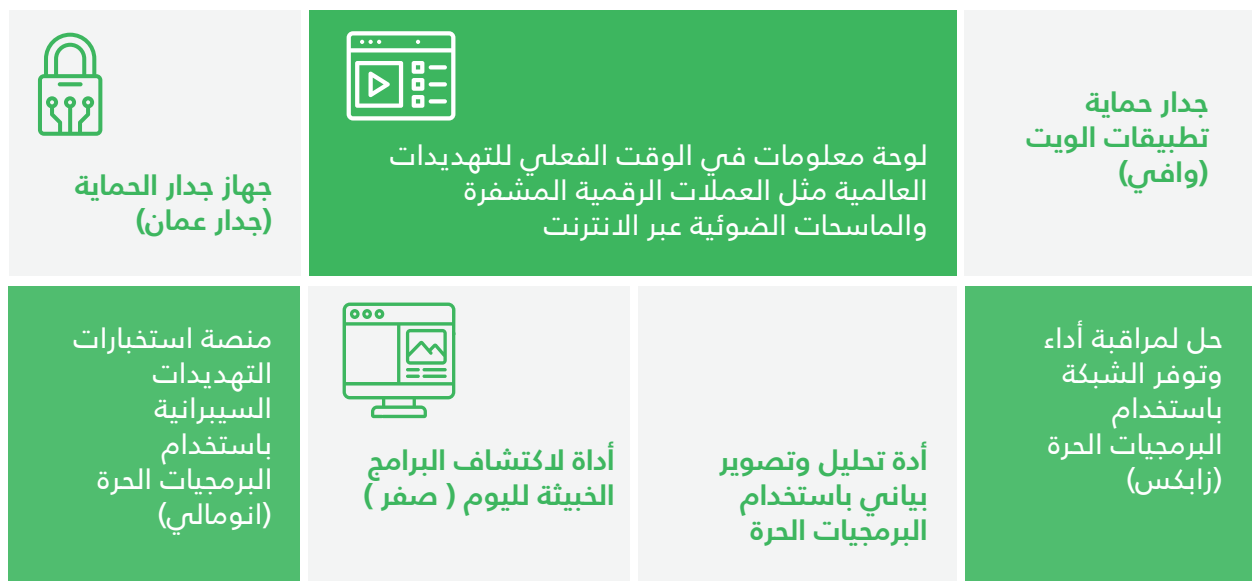 جدار حماية
تطبيقات الويت
(وافي)
لوحة معلومات في الوقت الفعلي للتهديدات
العالمية مثل العملات الرقمية المشفرة
والماسحات الضوئية عبر الانترنت
جهاز جدار الحماية
(جدار عمان)
حل لمراقبة أداء
وتوفر الشبكة
باستخدام
البرمجيات الحرة
(زابكس)
أدة تحليل وتصوير
بياني باستخدام
البرمجيات الحرة
أداة لاكتشاف البرامج
الخبيثة لليوم ( صفر )
منصة استخبارات
التهديدات
السيبرانية
باستخدام
البرمجيات الحرة
(انومالي)